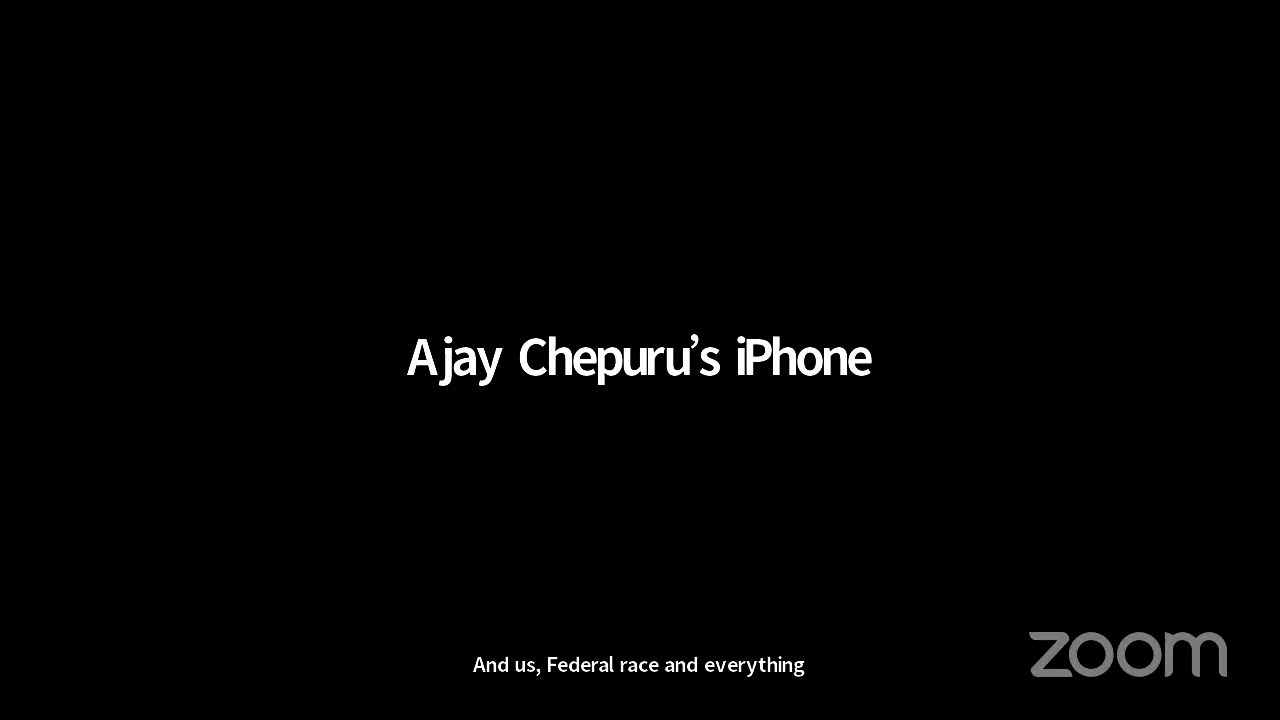 Ajay Chepuru’s iPhone
And us, Federal race and everything
zoom